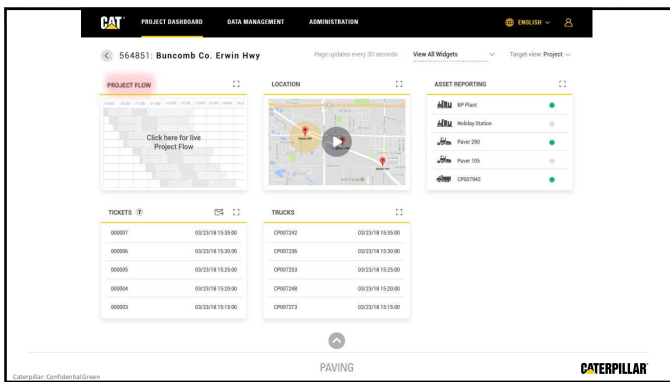 CAT PROJECT DASHBOARD DATA MANAGEMENT ADMINISTRATION ENGLISH
564851: Buncomb Co. Erwin Hwy Page updates every 30 seconds View All Widgets Target view: Project
PROJECT FLOW
Click here for live
Project Flow
LOCATION
ASSET REPORTING
BP Plant
Holiday Station
Paver 290
Paver 105
CP007942
TICKETS 7
000007 03/23/18 15:35:00
000006 03/23/18 15:30:00
000005 03/23/18 15:25:00
000004 03/23/18 15:20:00
000003 03/23/18 15:15:00
TRUCKS
CP007242 03/23/18 15:35:00
CP007236 03/23/18 15:30:00
CP007253 03/23/18 15:25:00
CP007248 03/23/18 15:20:00
CP007273 03/23/18 15:15:00
PAVING
CATERPILLAR
Caterpillar: Confidential Green